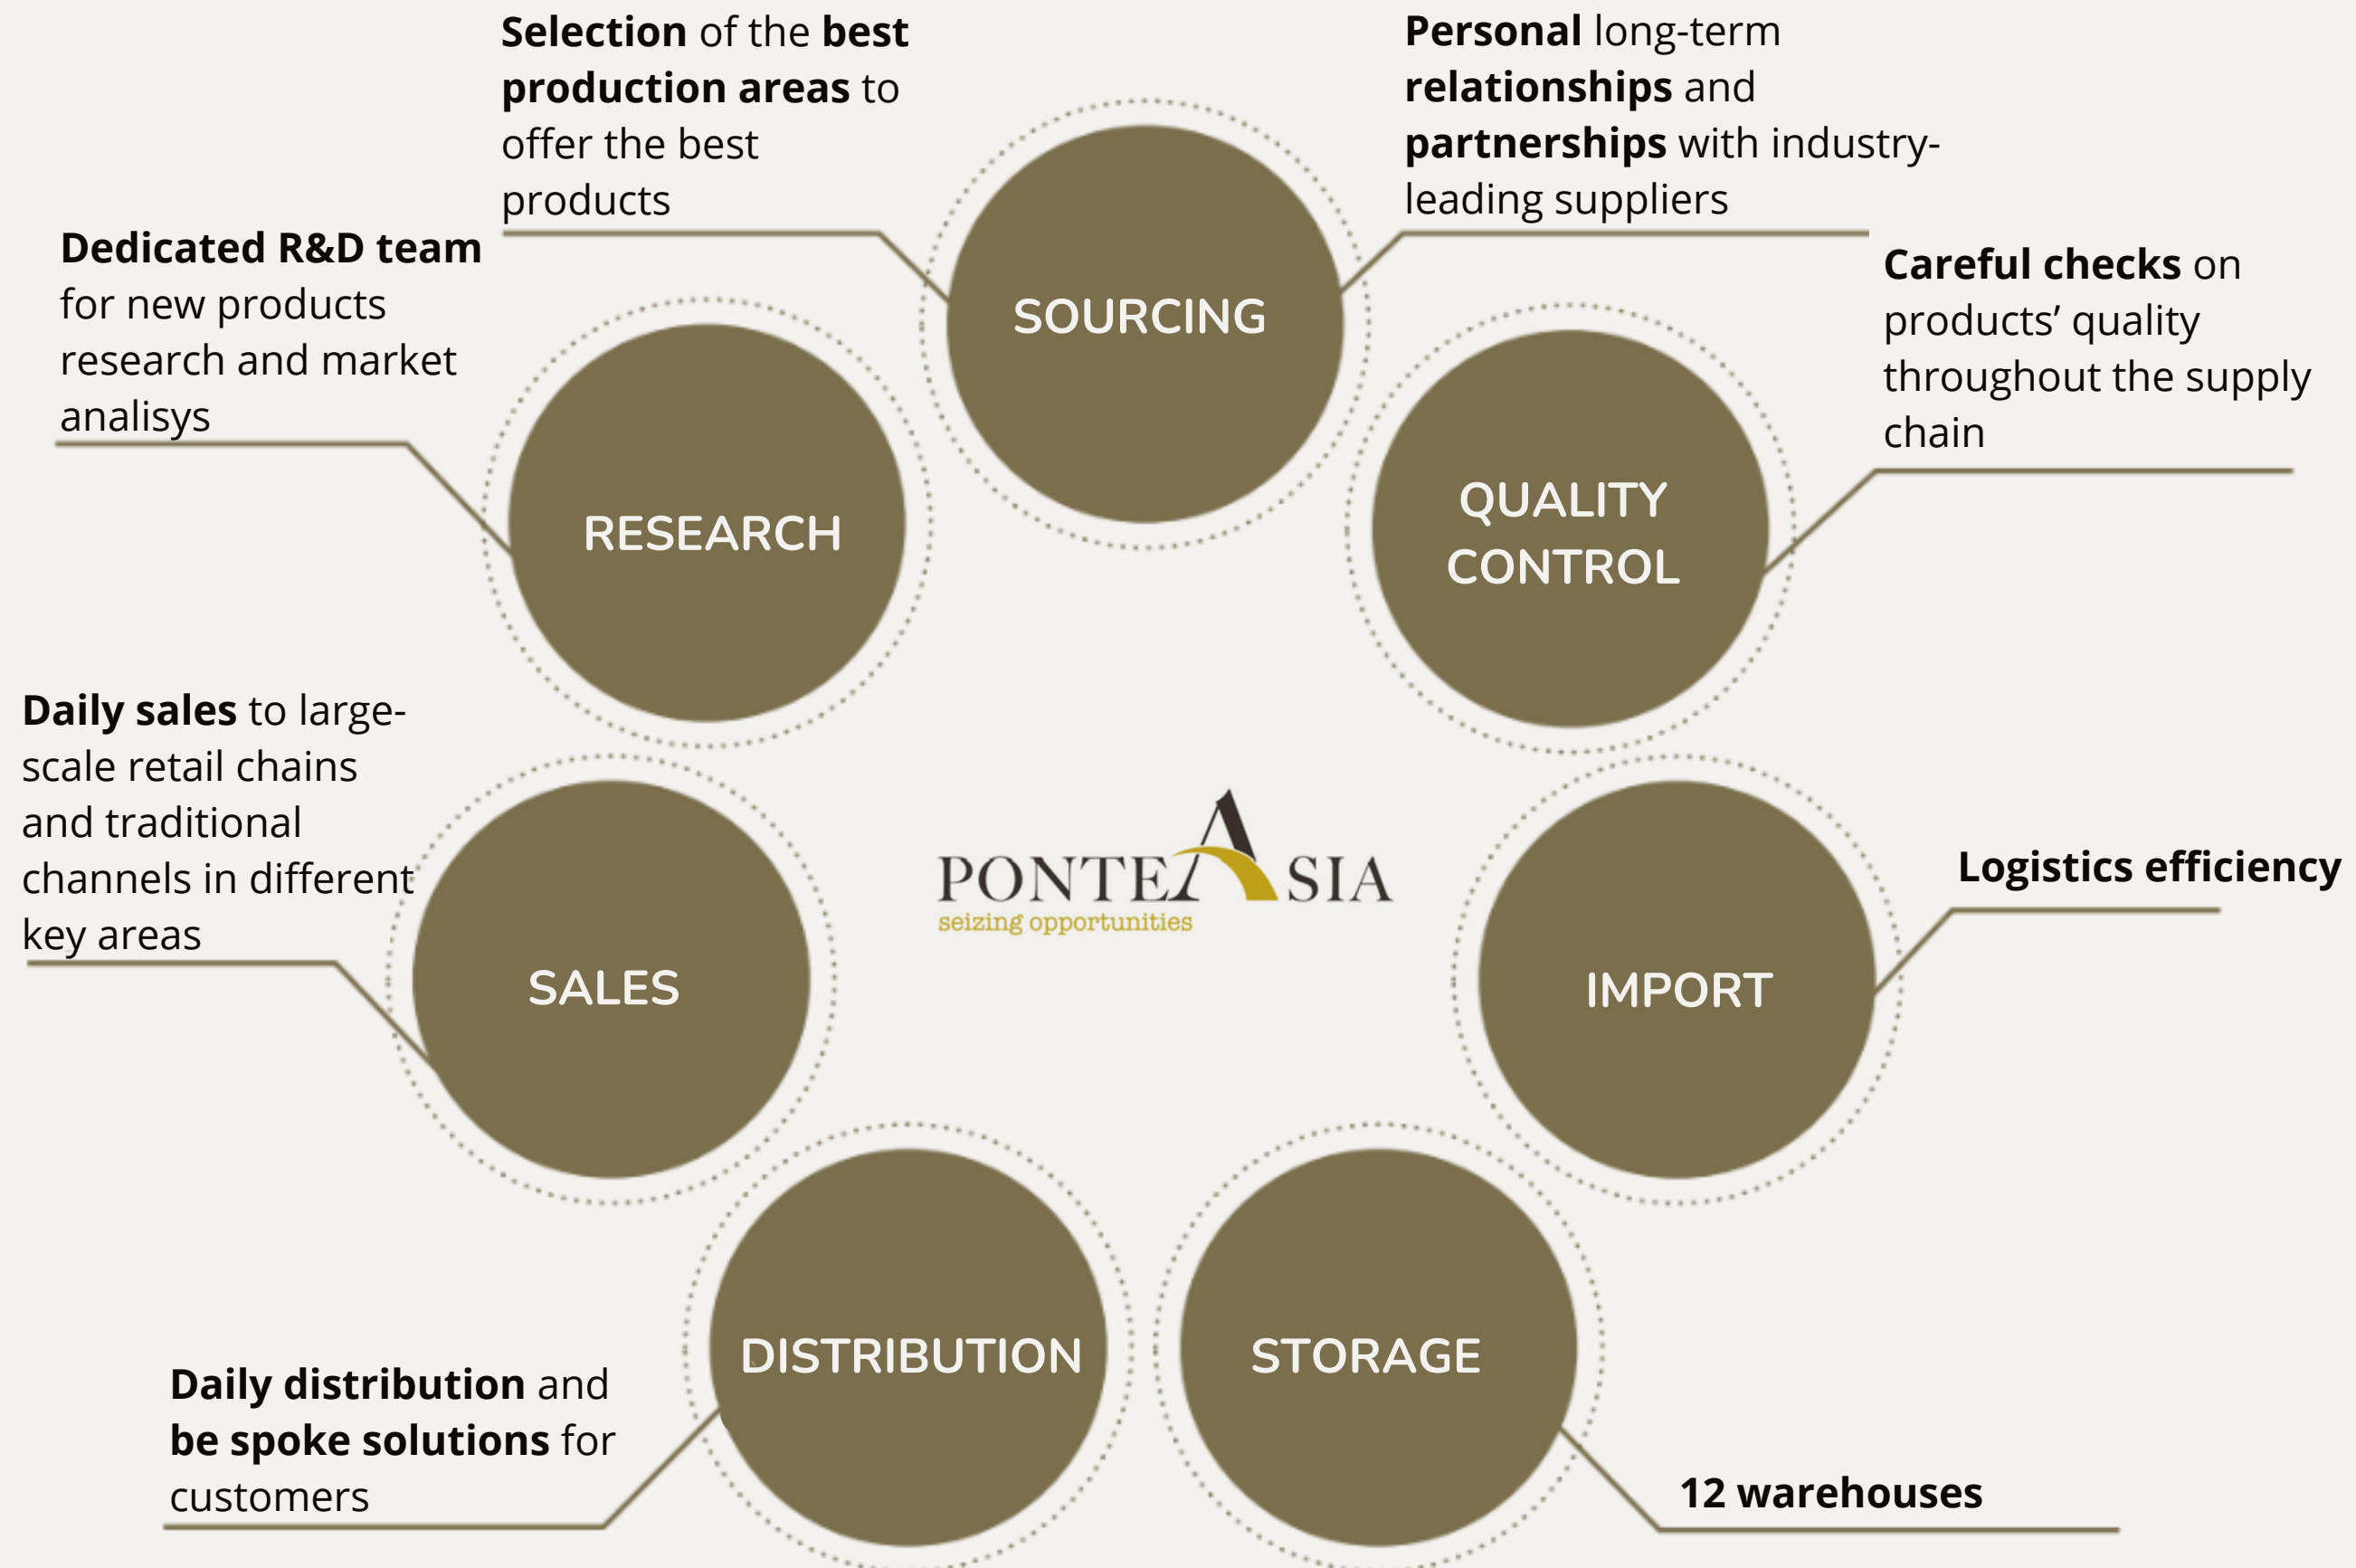 Selection of the best
production areas to
offer the best
products
Personal long-term
relationships and
partnerships with industry-
leading suppliers
Dedicated R&D team
for new products
research and market
analisys
Careful checks on
products’ quality
throughout the supply
chain
SOURCING
RESEARCH
QUALITY
CONTROL
Daily sales to large-
scale retail chains
and traditional
channels in different
key areas
PONTEASIA
seizing opportunities
Logistics efficiency
SALES
IMPORT
DISTRIBUTION
STORAGE
Daily distribution and
be spoke solutions for
customers
12 warehouses